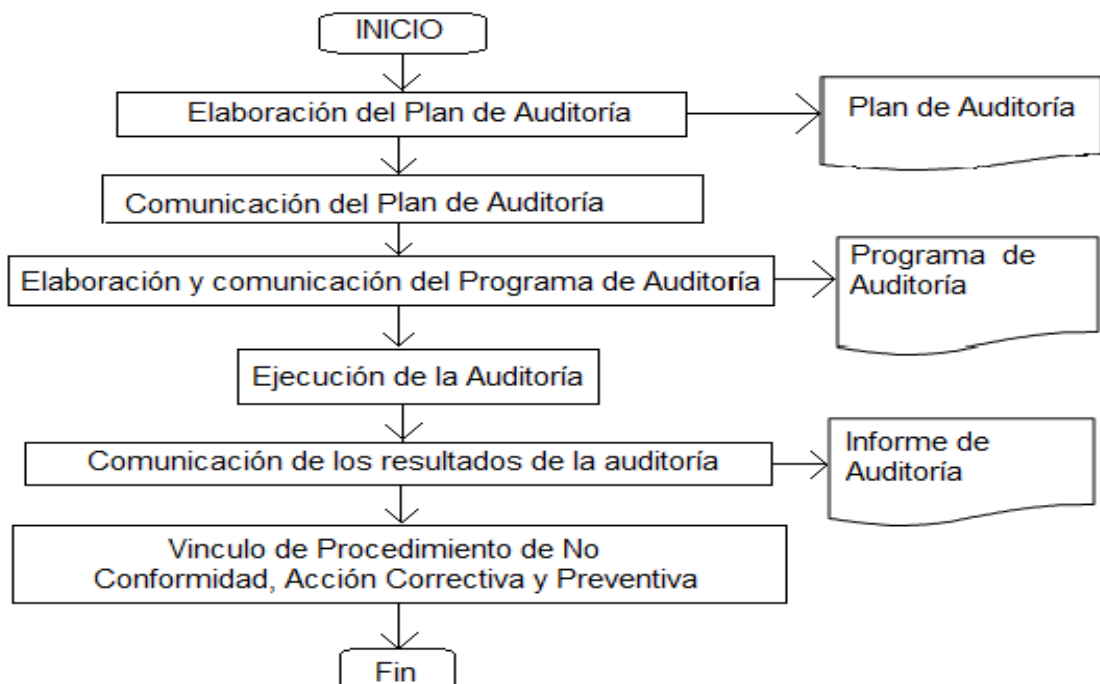 INICIO
Elaboración del Plan de Auditoría
Plan de Auditoría
Comunicación del Plan de Auditoría
Elaboración y comunicación del Programa de Auditoría
Programa de
Auditoría
Ejecución de la Auditoría
Comunicación de los resultados de la auditoría
Informe de
Auditoría
Vinculo de Procedimiento de No
Conformidad, Acción Correctiva y Preventiva
Fin